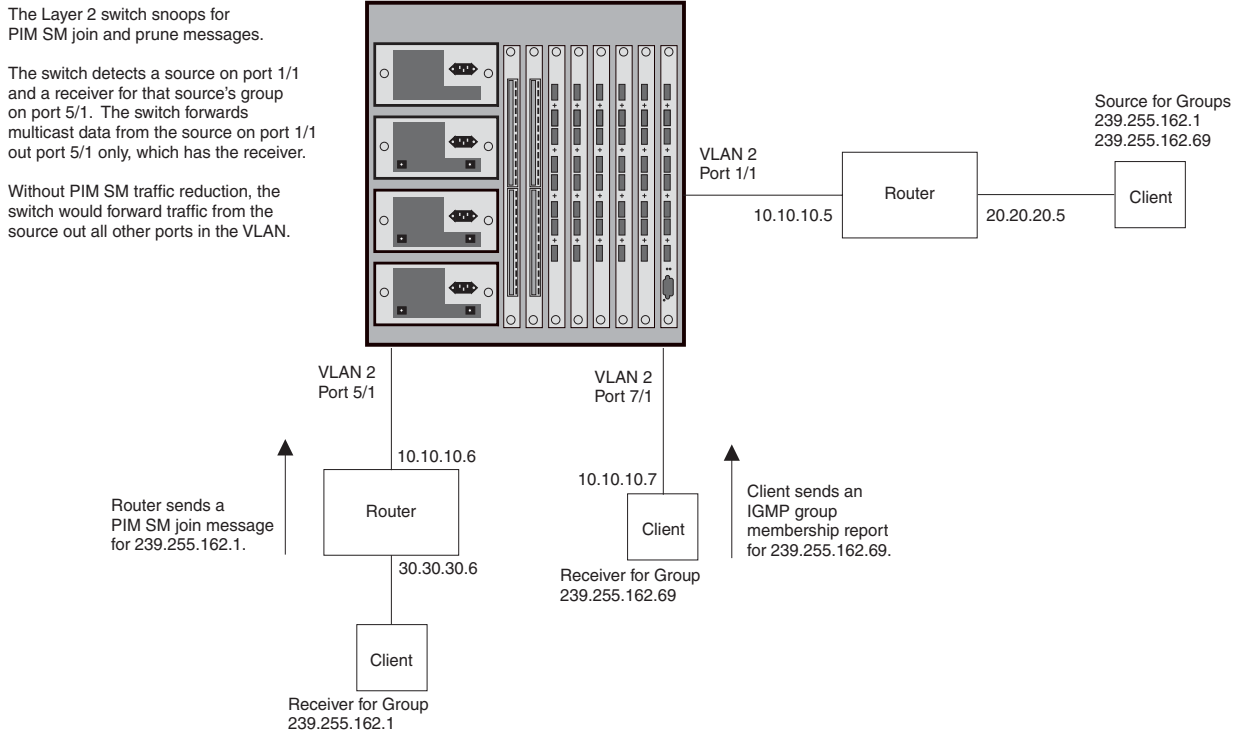 The Layer 2 switch snoops for
PIM SM join and prune messages.
The switch detects a source on port 1/1
and a receiver for that source's group
on port 5/1. The switch forwards
multicast data from the source on port 1/1
out port 5/1 only, which has the receiver.
Without PIM SM traffic reduction, the
switch would forward traffic from the
source out all other ports in the VLAN.
Source for Groups
239.255.162.1
239.255.162.69
VLAN 2
Port 1/1
10.10.10.5
Router
20.20.20.5
Client
VLAN 2
Port 5/1
VLAN 2
Port 7/1
10.10.10.6
Router sends a
PIM SM join message
for 239.255.162.1.
Router
30.30.30.6
Client
Receiver for Group
239.255.162.1
10.10.10.7
Client
Receiver for Group
239.255.162.69
Client sends an
IGMP group
membership report
for 239.255.162.69.